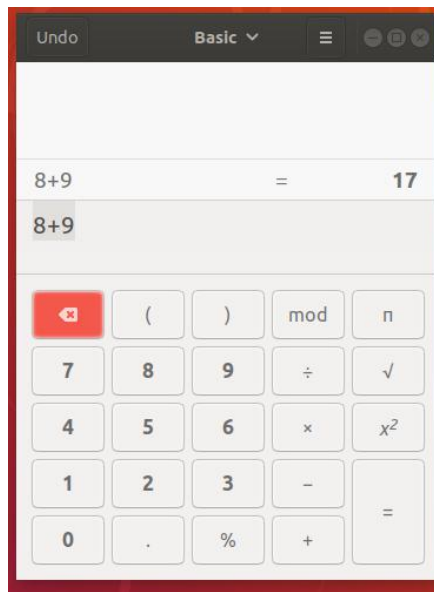 Undo Basic
8+9 = 17
8+9
( ) mod π
7 8 9 ÷ √
4 5 6 × x²
1 2 3 −
=
0 . % +